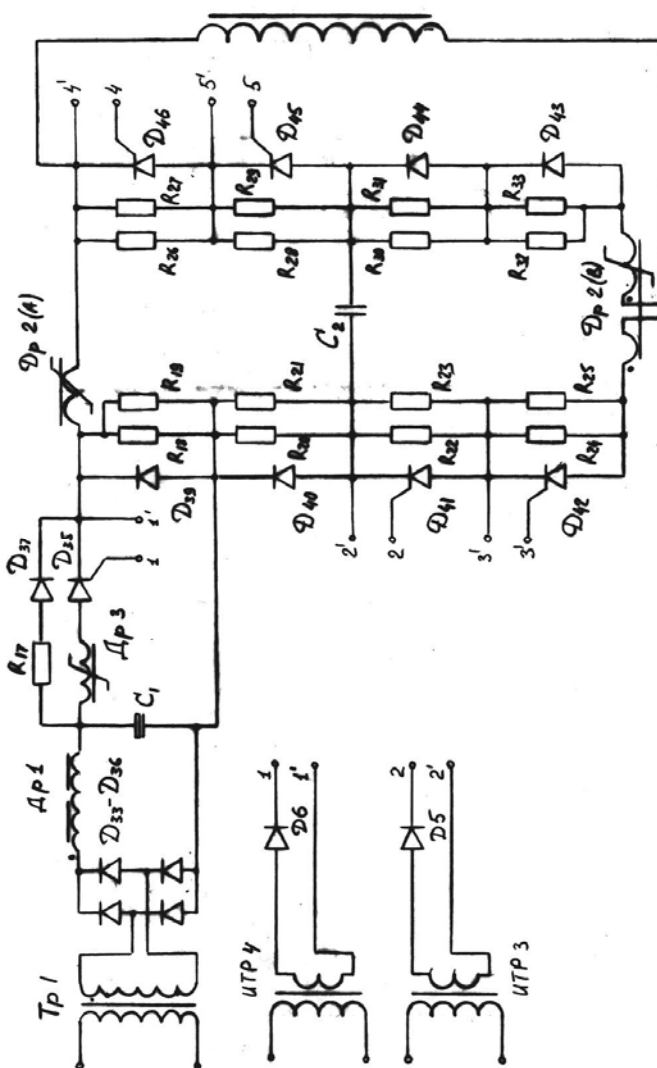 4'
4
5'
5
Д46
Д45
Д44
Д43
R27
R29
R31
R33
R26
R28
R30
R32
Др 2(А)
C2
Др 2(В)
R19
R21
R23
R25
R18
R20
R22
R24
Д39
Д40
Д41
Д42
1'
1
2'
2
3'
3'
Д37
Д35
R17
Др 3
C1
Др 1
Д33-Д36
Тр 1
1
1'
Д6
ИТР 4
2
2'
Д5
ИТР 3